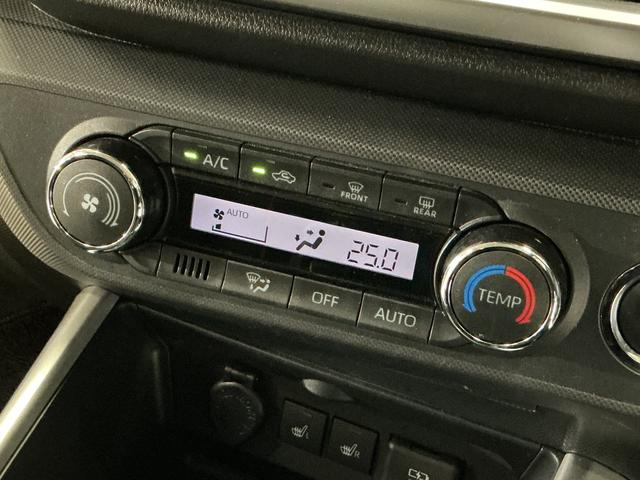 A/C
FRONT
REAR
AUTO
25.0
TEMP
OFF
AUTO
L
R